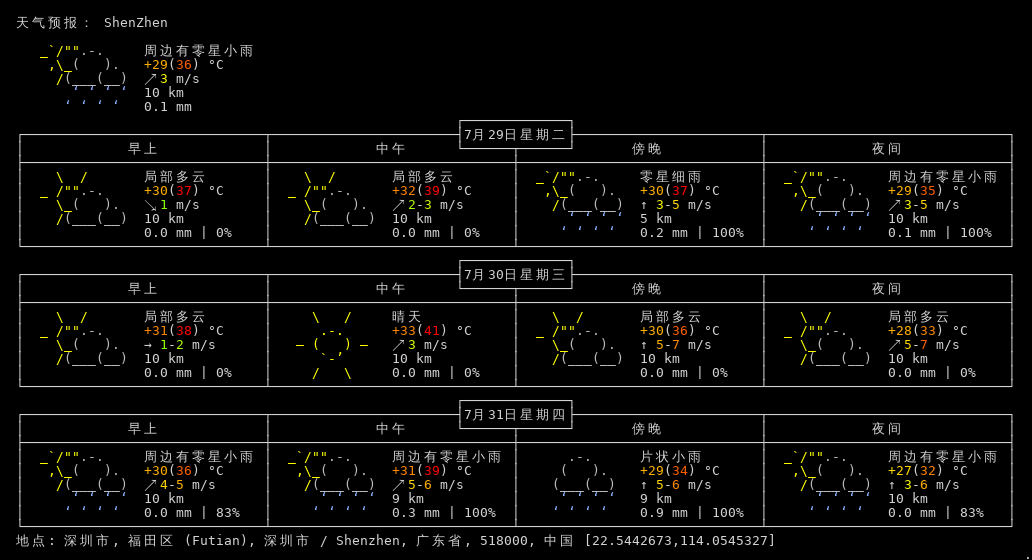 天气预报： ShenZhen
周边有零星小雨
+29(36) °C
↗3 m/s
10 km
0.1 mm
7月29日星期二
早上 中午 傍晚 夜间
局部多云 局部多云 零星细雨 周边有零星小雨
+30(37) °C +32(39) °C +30(37) °C +29(35) °C
↘1 m/s ↗2-3 m/s ↑ 3-5 m/s ↗3-5 m/s
10 km 10 km 5 km 10 km
0.0 mm | 0% 0.0 mm | 0% 0.2 mm | 100% 0.1 mm | 100%
7月30日星期三
早上 中午 傍晚 夜间
局部多云 晴天 局部多云 局部多云
+31(38) °C +33(41) °C +30(36) °C +28(33) °C
→ 1-2 m/s ↗3 m/s ↑ 5-7 m/s ↗5-7 m/s
10 km 10 km 10 km 10 km
0.0 mm | 0% 0.0 mm | 0% 0.0 mm | 0% 0.0 mm | 0%
7月31日星期四
早上 中午 傍晚 夜间
周边有零星小雨 周边有零星小雨 片状小雨 周边有零星小雨
+30(36) °C +31(39) °C +29(34) °C +27(32) °C
↗4-5 m/s ↗5-6 m/s ↑ 5-6 m/s ↑ 3-6 m/s
10 km 9 km 9 km 10 km
0.0 mm | 83% 0.3 mm | 100% 0.9 mm | 100% 0.0 mm | 83%
地点: 深圳市, 福田区 (Futian), 深圳市 / Shenzhen, 广东省, 518000, 中国 [22.5442673,114.0545327]